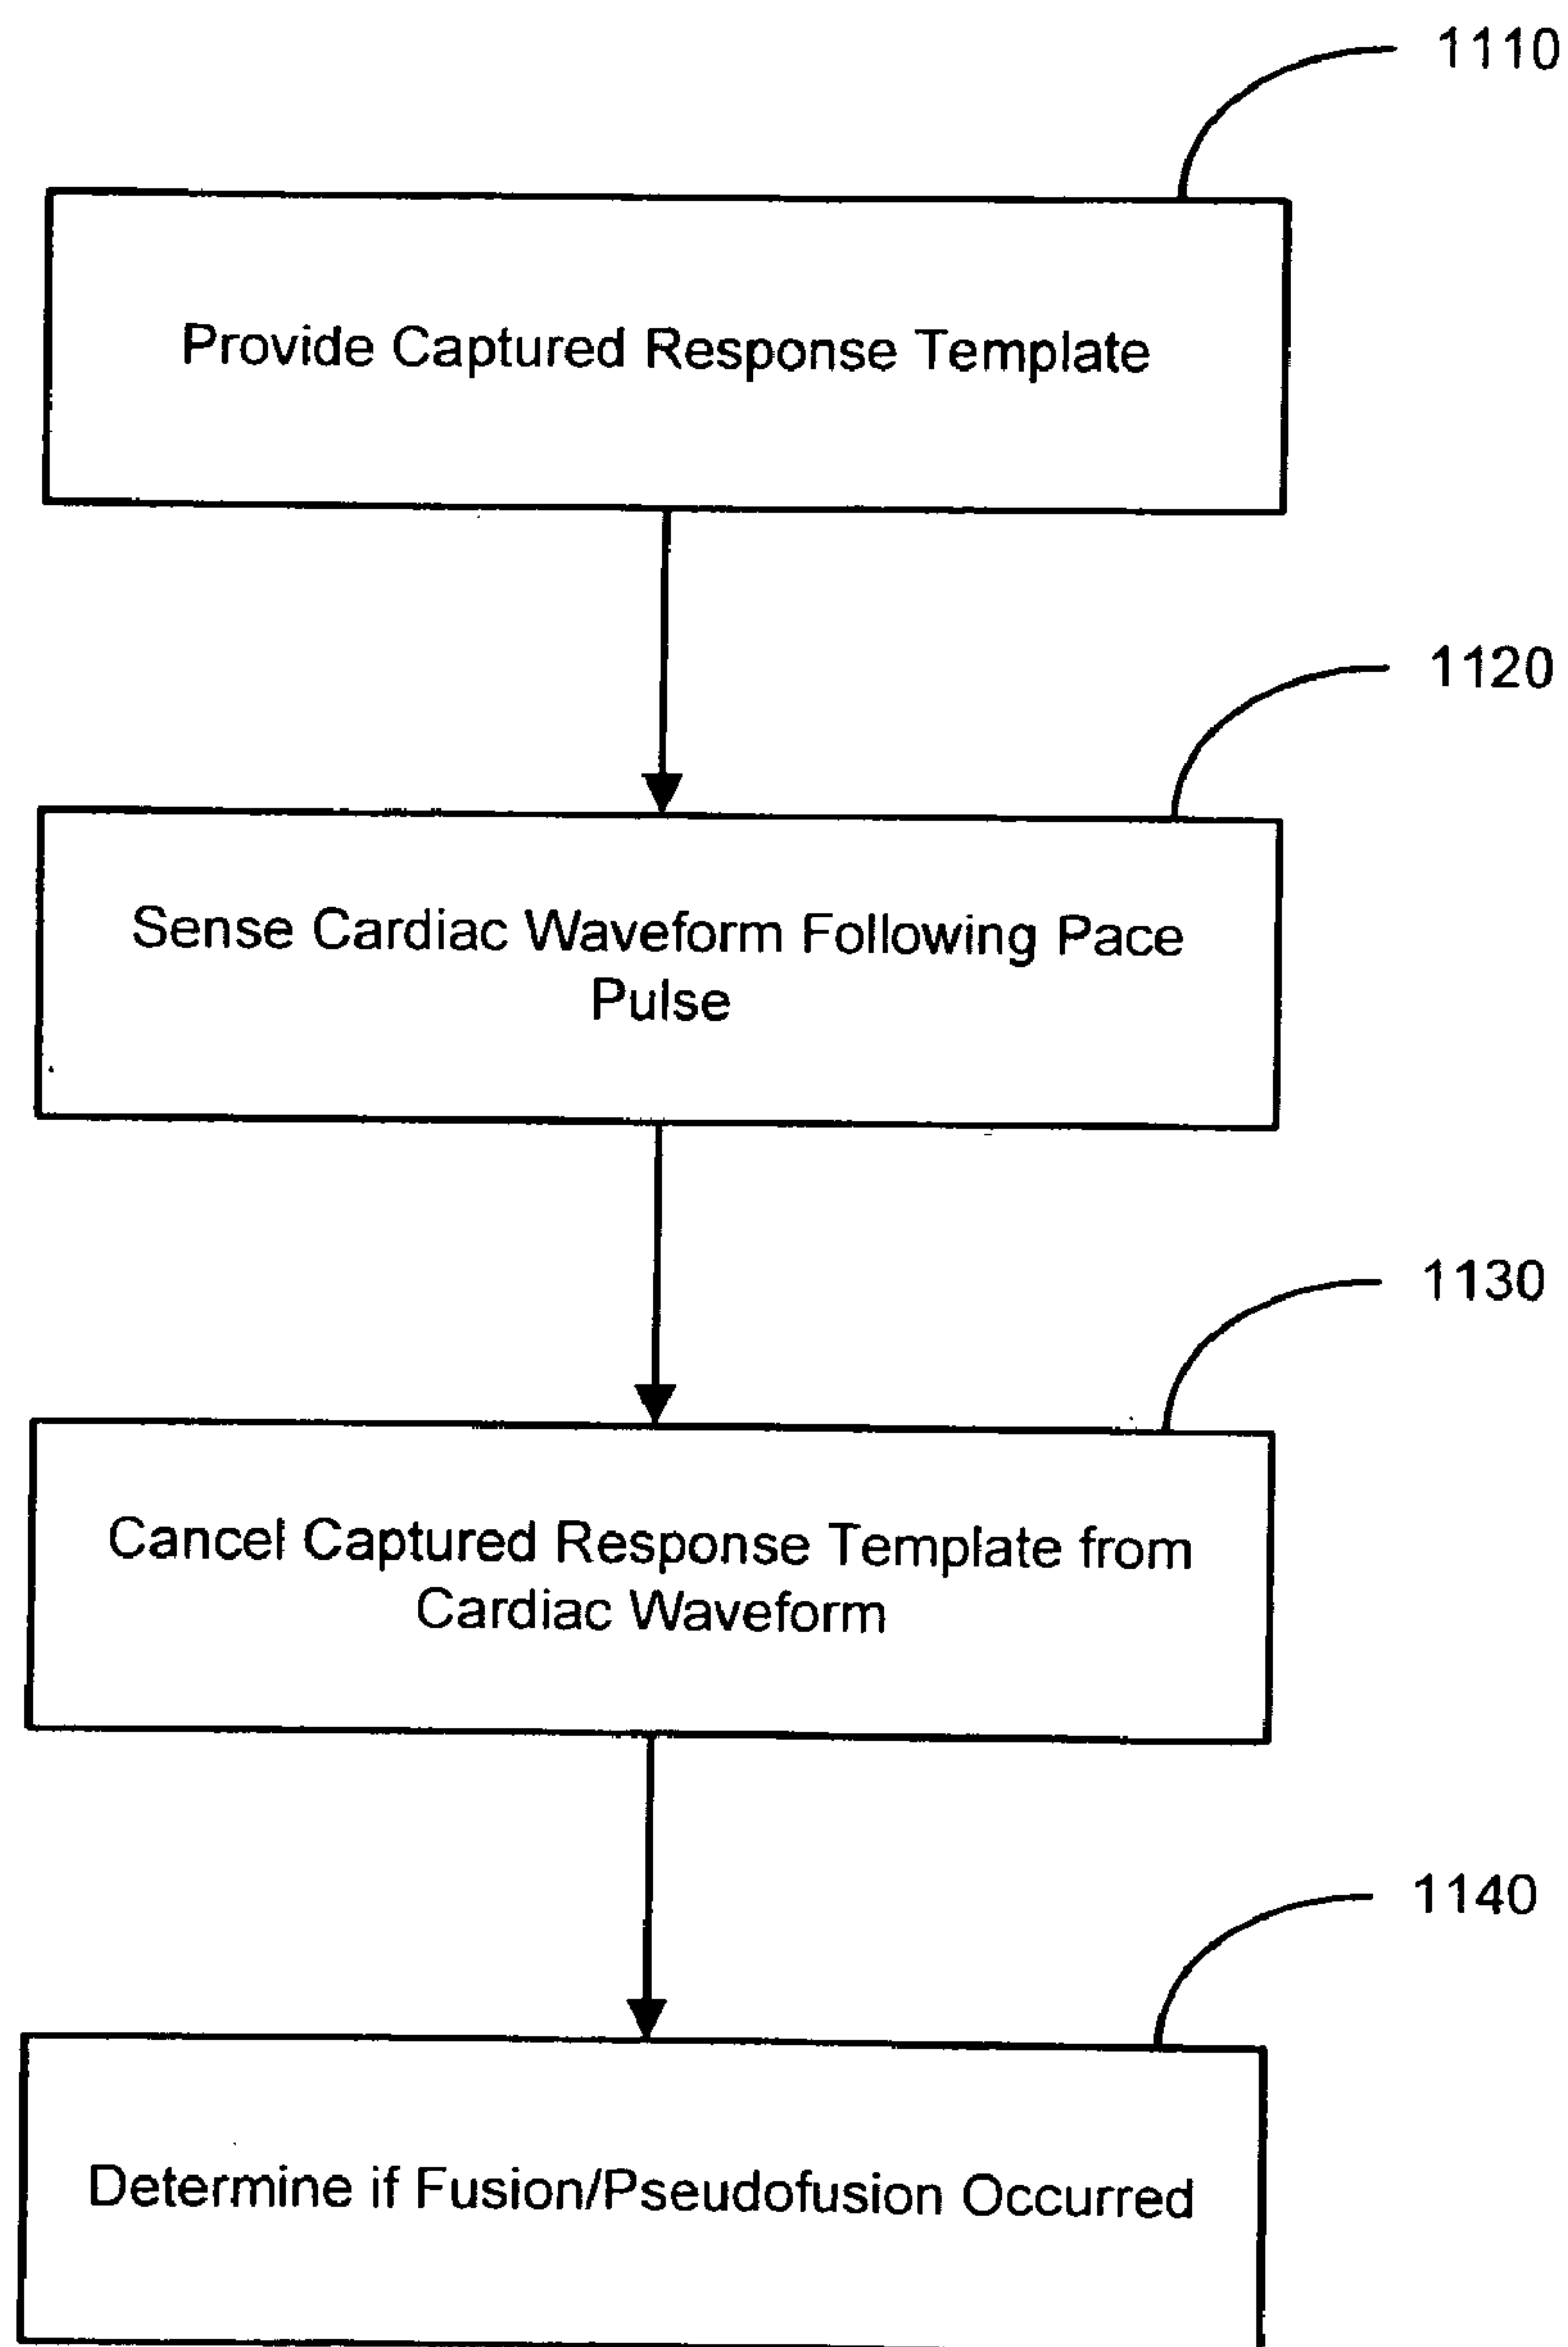 1110
Provide Captured Response Template
1120
Sense Cardiac Waveform Following Pace
Pulse
1130
Cancel Captured Response Template from
Cardiac Waveform
1140
Determine if Fusion/Pseudofusion Occurred